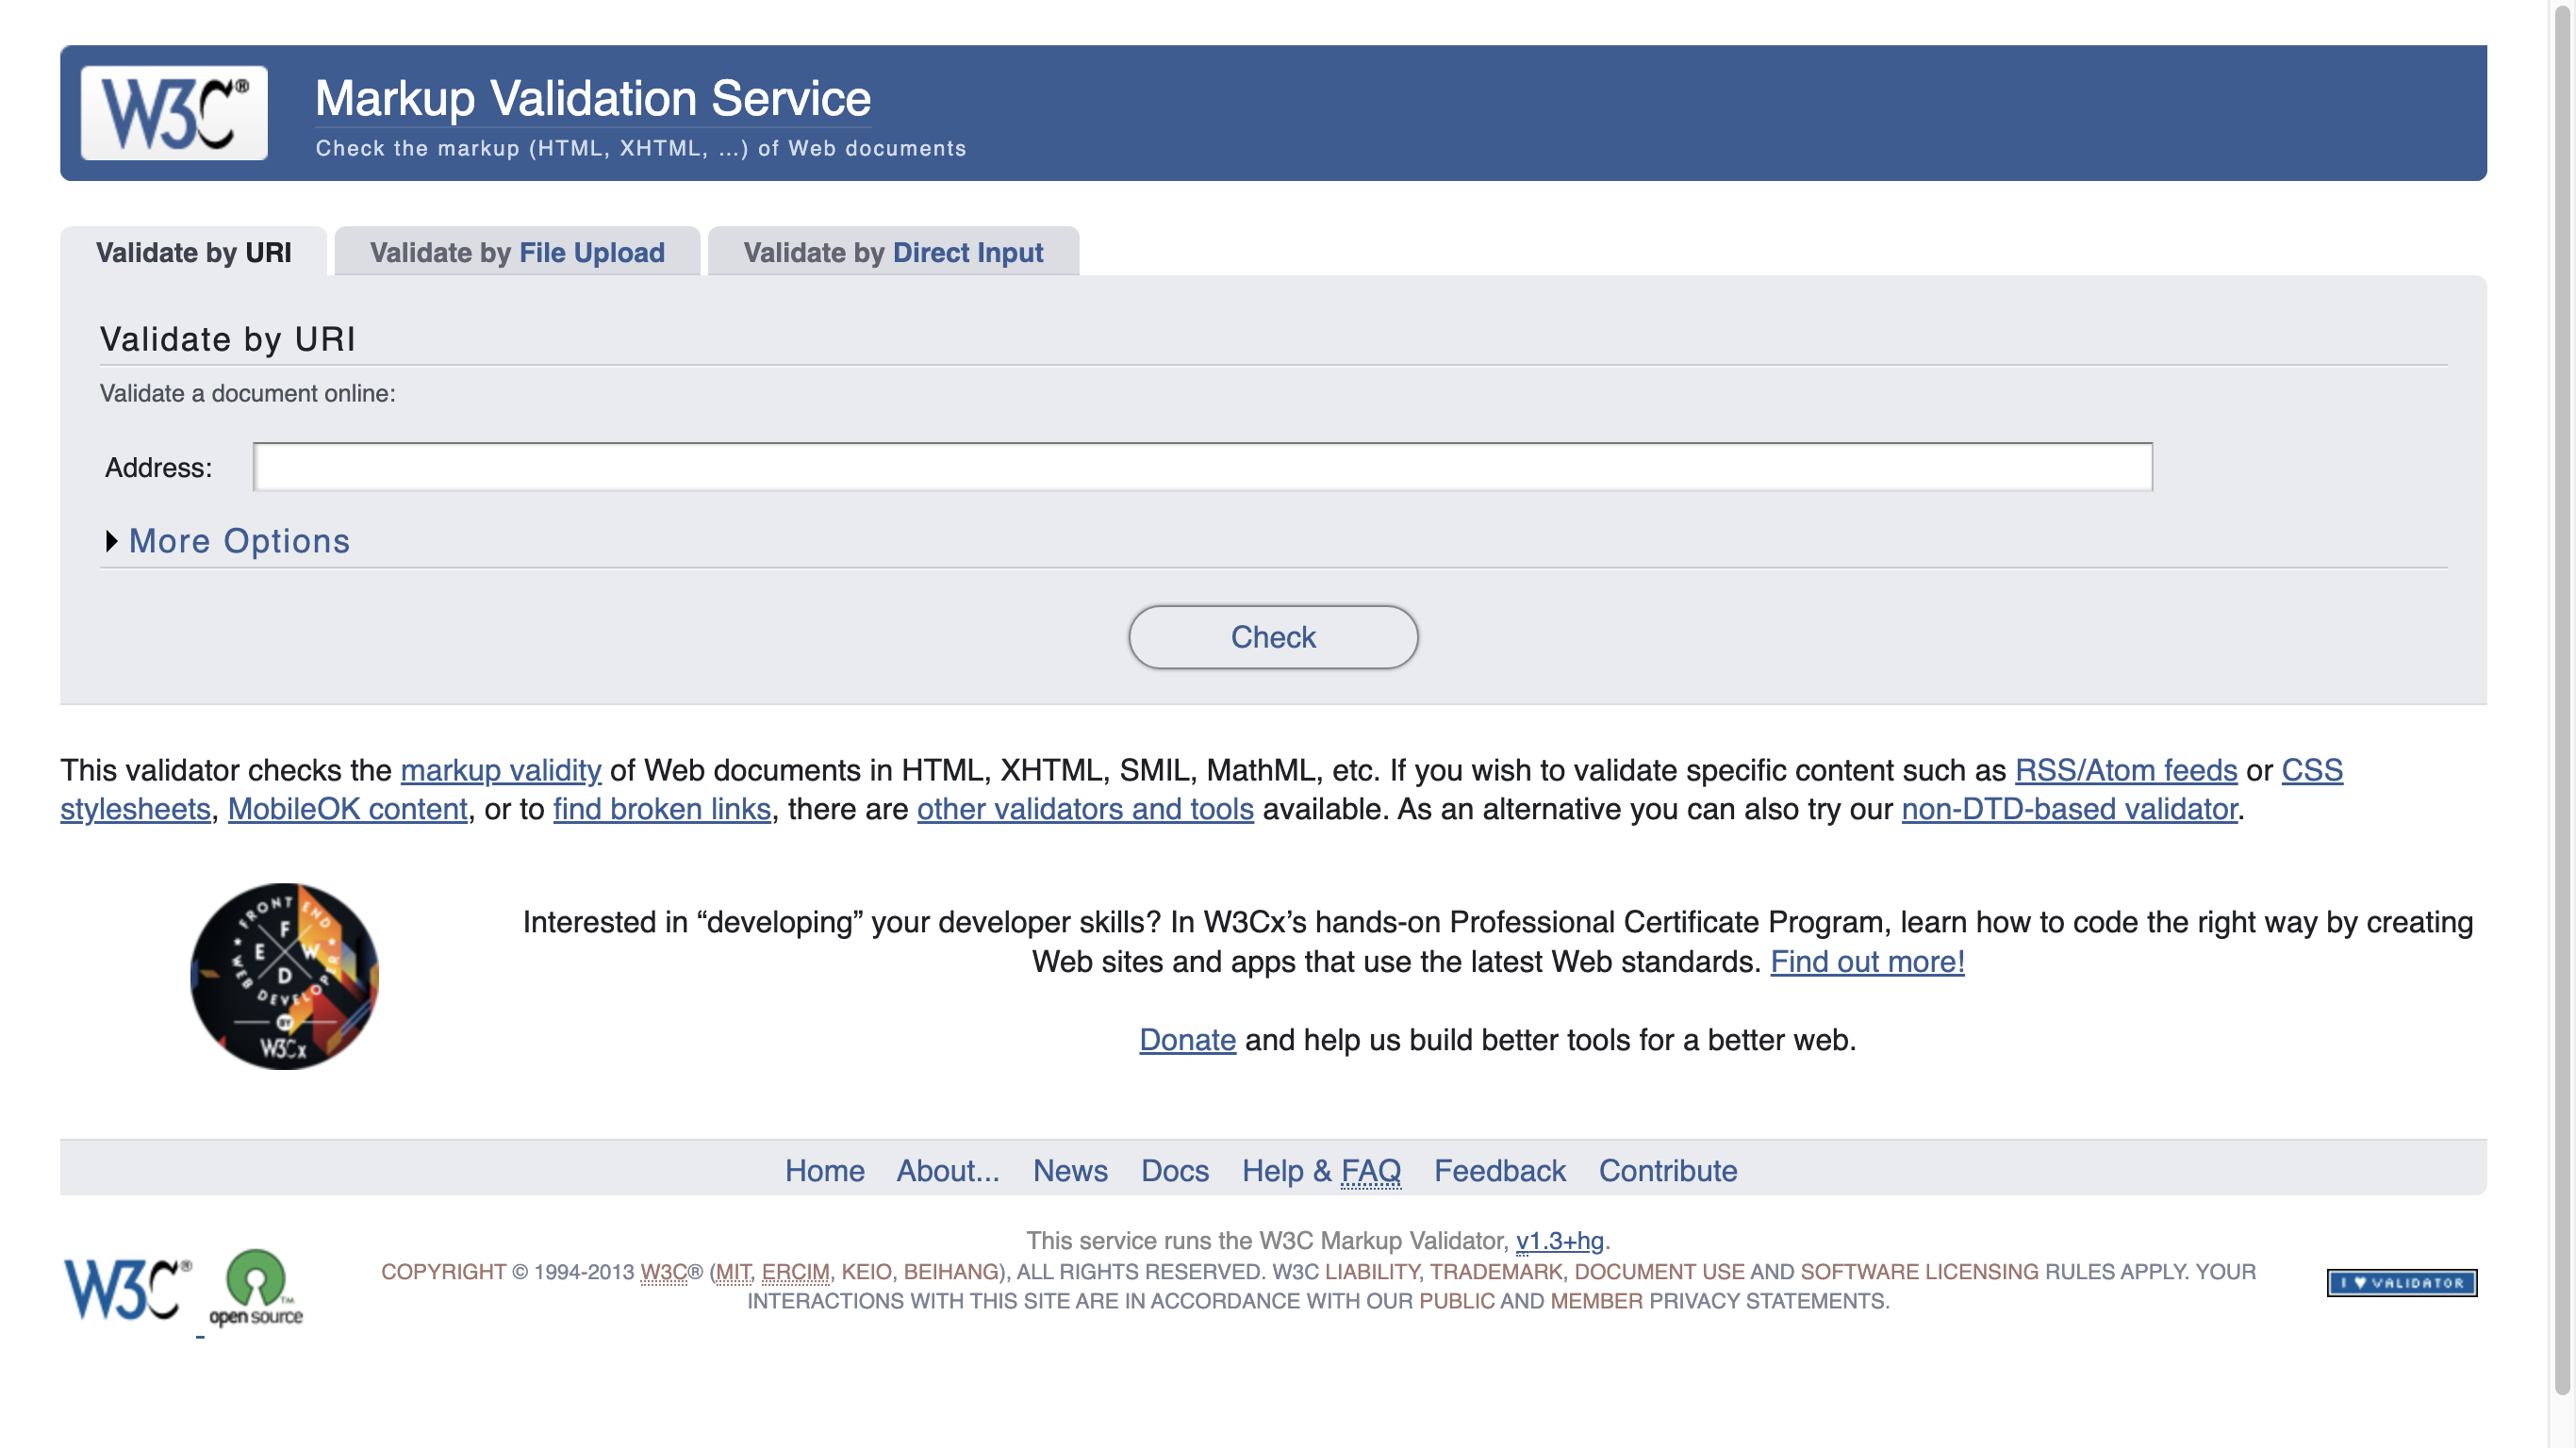 W3C®
Markup Validation Service
Check the markup (HTML, XHTML, …) of Web documents
Validate by URI
Validate by File Upload
Validate by Direct Input
Validate by URI
Validate a document online:
Address:
More Options
Check
This validator checks the markup validity of Web documents in HTML, XHTML, SMIL, MathML, etc. If you wish to validate specific content such as RSS/Atom feeds or CSS
stylesheets, MobileOK content, or to find broken links, there are other validators and tools available. As an alternative you can also try our non-DTD-based validator.
FRONT END
WEB DEVELOPER
F
E W
D
BY
W3Cx
Interested in “developing” your developer skills? In W3Cx’s hands-on Professional Certificate Program, learn how to code the right way by creating
Web sites and apps that use the latest Web standards. Find out more!
Donate and help us build better tools for a better web.
Home About... News Docs Help & FAQ Feedback Contribute
W3C®
open source™
This service runs the W3C Markup Validator, v1.3+hg.
COPYRIGHT © 1994-2013 W3C® (MIT, ERCIM, KEIO, BEIHANG), ALL RIGHTS RESERVED. W3C LIABILITY, TRADEMARK, DOCUMENT USE AND SOFTWARE LICENSING RULES APPLY. YOUR
INTERACTIONS WITH THIS SITE ARE IN ACCORDANCE WITH OUR PUBLIC AND MEMBER PRIVACY STATEMENTS.
I ♥ VALIDATOR